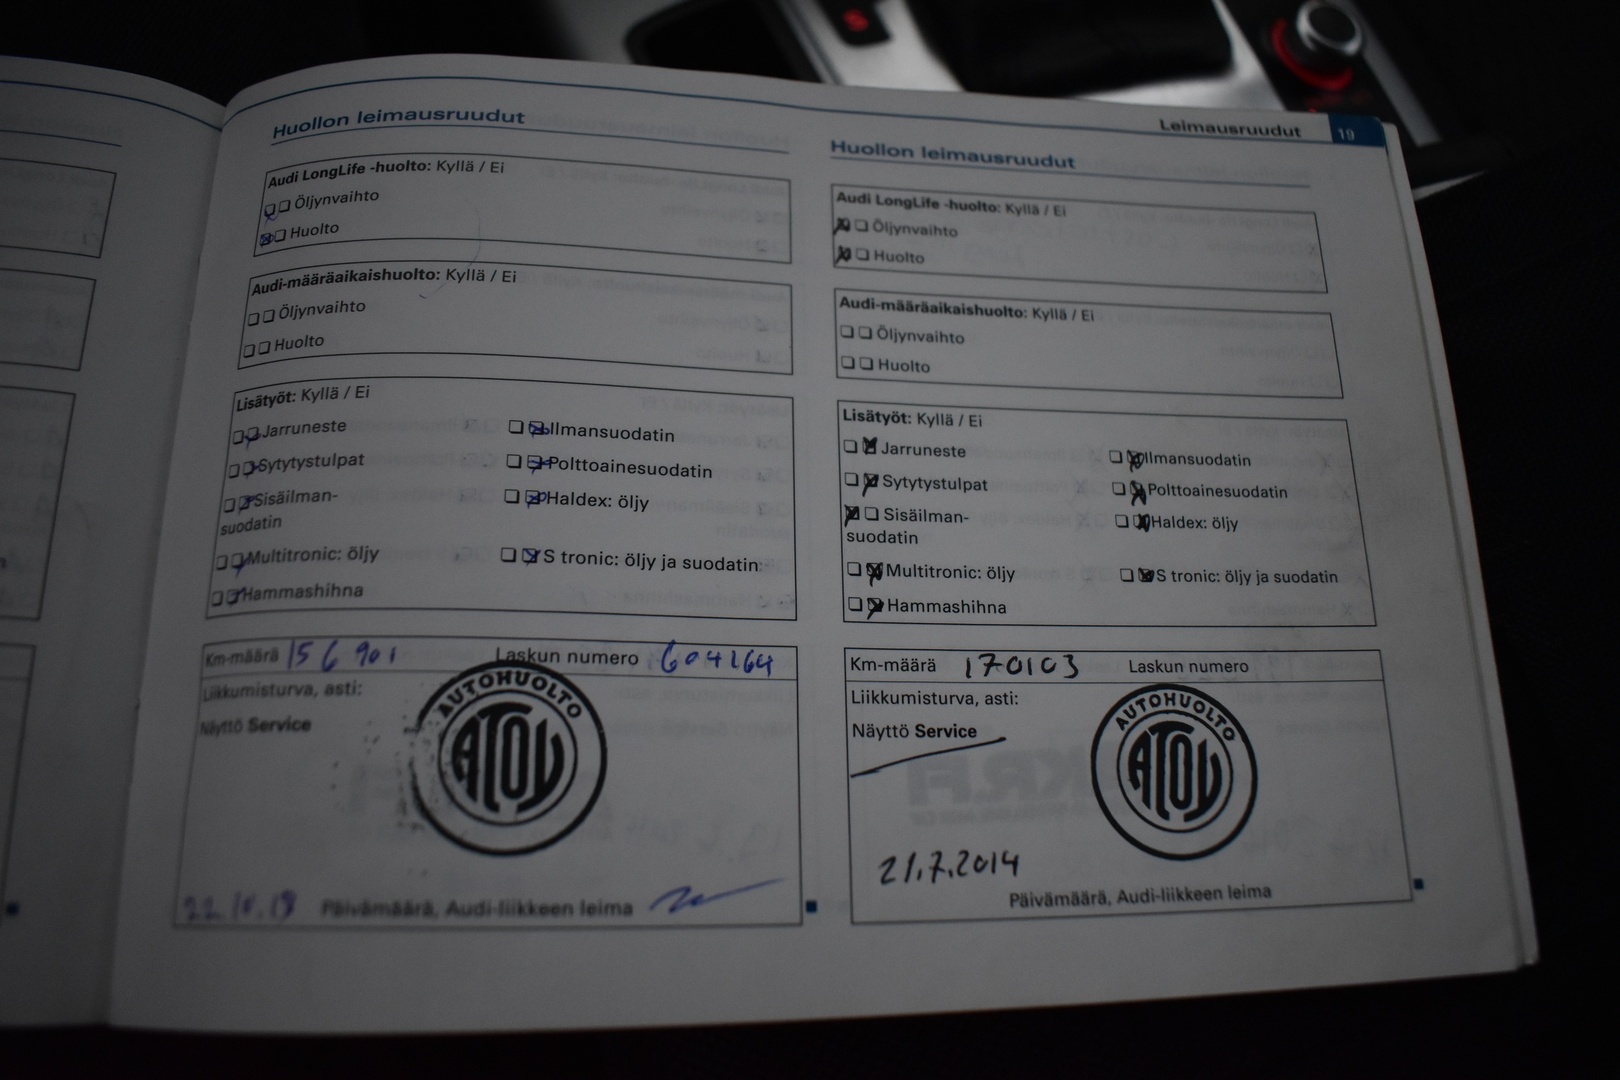 Leimausruudut 19
Huollon leimausruudut
Audi LongLife -huolto: Kyllä / Ei
Öljynvaihto
Huolto
Audi-määräaikaishuolto: Kyllä / Ei
Öljynvaihto
Huolto
Lisätyöt: Kyllä / Ei
Jarruneste
Ilmansuodatin
Sytytystulpat
Polttoainesuodatin
Sisäilman-
suodatin
Haldex: öljy
Multitronic: öljy
S tronic: öljy ja suodatin
Hammashihna
Km-määrä 156901 Laskun numero 604264
Liikkumisturva, asti:
Näyttö Service
AUTOHUOLTO
ATOY
Päivämäärä, Audi-liikkeen leima
Huollon leimausruudut
Audi LongLife -huolto: Kyllä / Ei
Öljynvaihto
Huolto
Audi-määräaikaishuolto: Kyllä / Ei
Öljynvaihto
Huolto
Lisätyöt: Kyllä / Ei
Jarruneste
Ilmansuodatin
Sytytystulpat
Polttoainesuodatin
Sisäilman-
suodatin
Haldex: öljy
Multitronic: öljy
S tronic: öljy ja suodatin
Hammashihna
Km-määrä 170103 Laskun numero
Liikkumisturva, asti:
Näyttö Service
AUTOHUOLTO
ATOY
21.7.2014
Päivämäärä, Audi-liikkeen leima
S